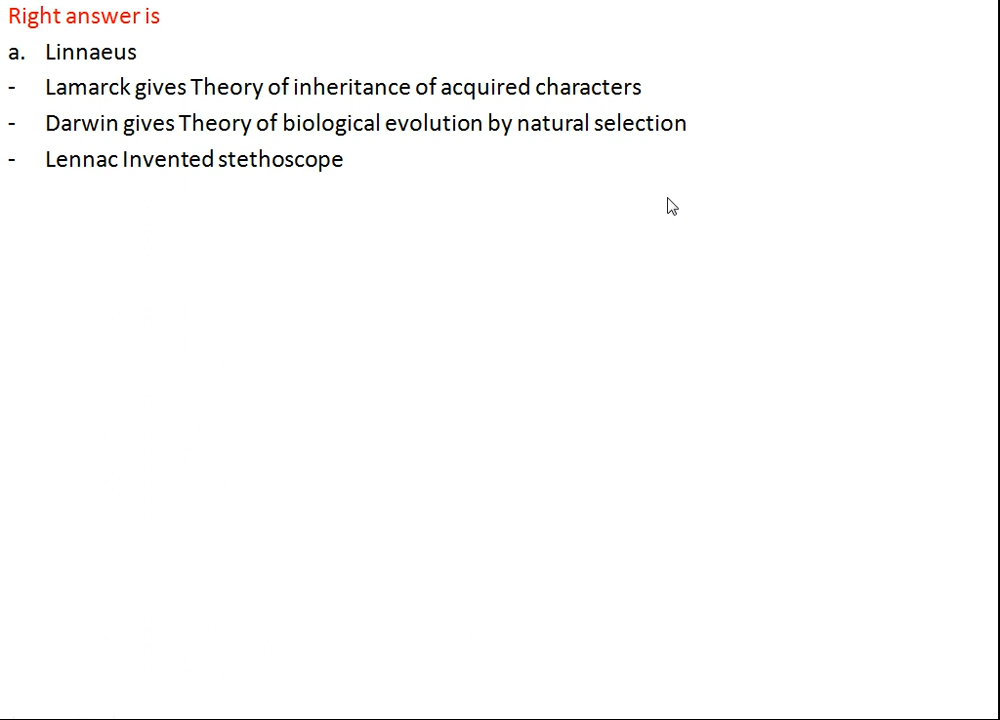 Right answer is
a. Linnaeus
- Lamarck gives Theory of inheritance of acquired characters
- Darwin gives Theory of biological evolution by natural selection
- Lennac Invented stethoscope